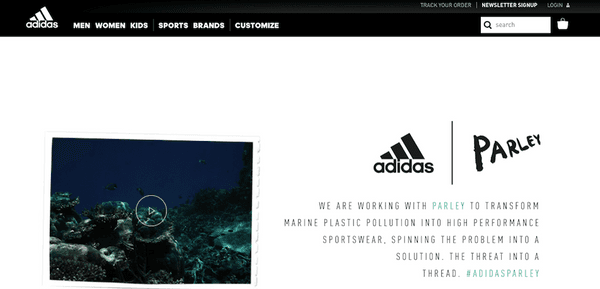 TRACK YOUR ORDER NEWSLETTER SIGNUP LOGIN
adidas
MEN WOMEN KIDS SPORTS BRANDS CUSTOMIZE
search
adidas PARLEY
WE ARE WORKING WITH PARLEY TO TRANSFORM
MARINE PLASTIC POLLUTION INTO HIGH PERFORMANCE
SPORTSWEAR, SPINNING THE PROBLEM INTO A
SOLUTION. THE THREAT INTO A
THREAD. #ADIDASPARLEY